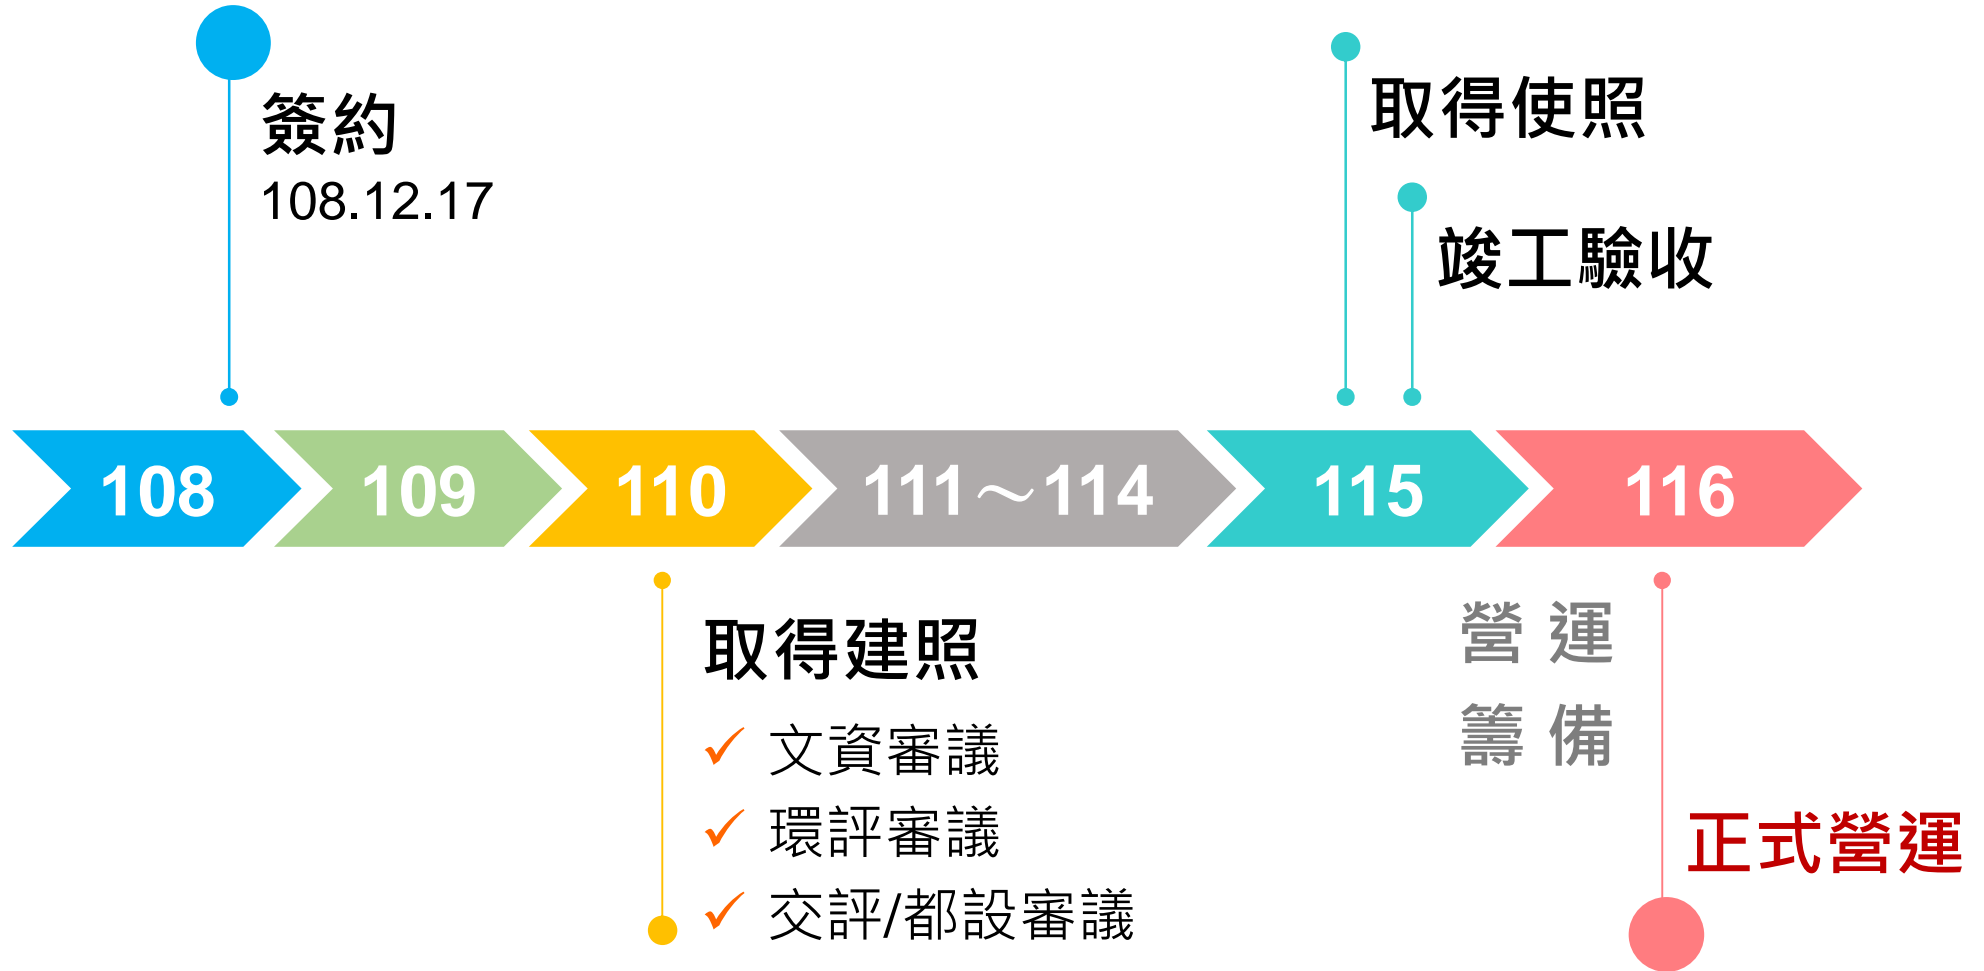 簽約
108.12.17
取得使照
竣工驗收
108
109
110
111～114
115
116
取得建照
✓ 文資審議
✓ 環評審議
✓ 交評/都設審議
營運
籌備
正式營運